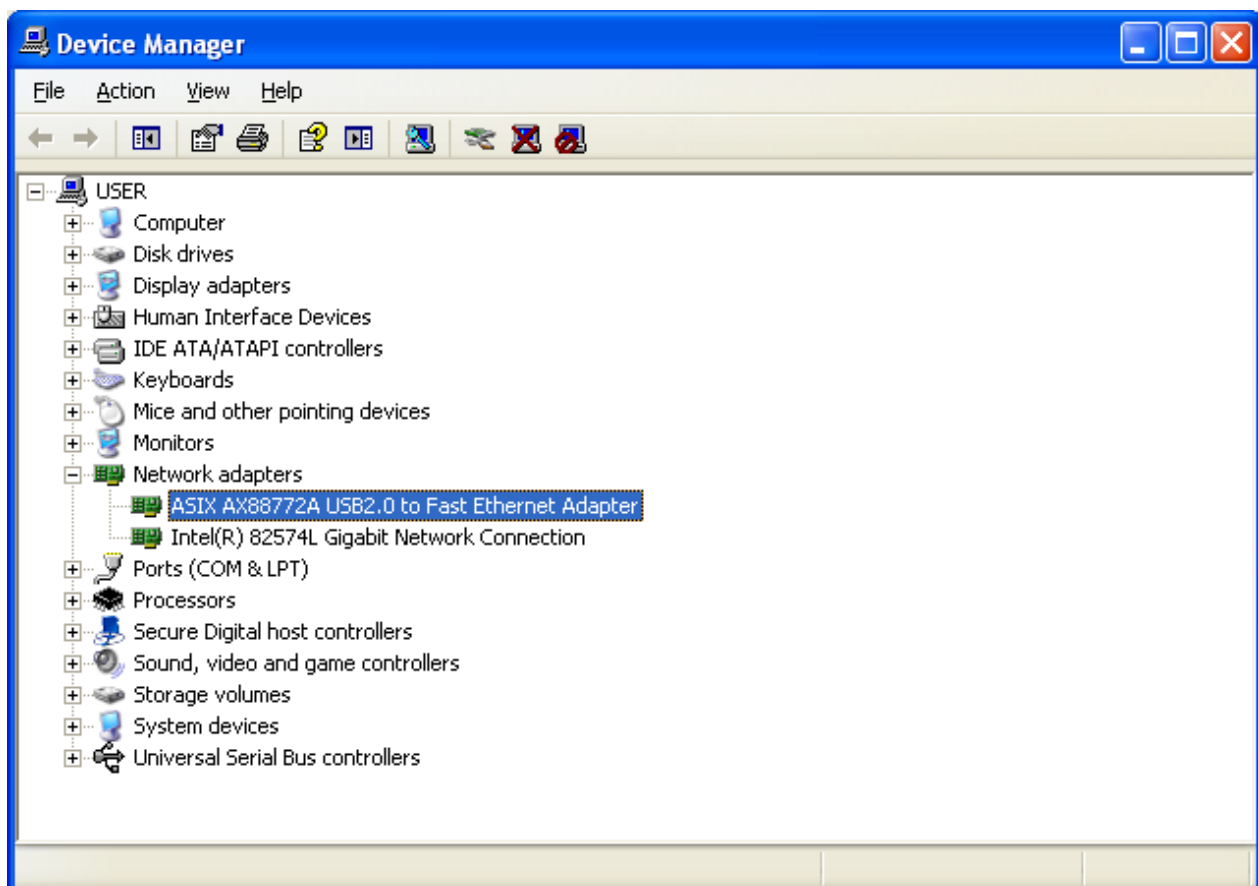 Device Manager
File Action View Help
USER
Computer
Disk drives
Display adapters
Human Interface Devices
IDE ATA/ATAPI controllers
Keyboards
Mice and other pointing devices
Monitors
Network adapters
ASIX AX88772A USB2.0 to Fast Ethernet Adapter
Intel(R) 82574L Gigabit Network Connection
Ports (COM & LPT)
Processors
Secure Digital host controllers
Sound, video and game controllers
Storage volumes
System devices
Universal Serial Bus controllers